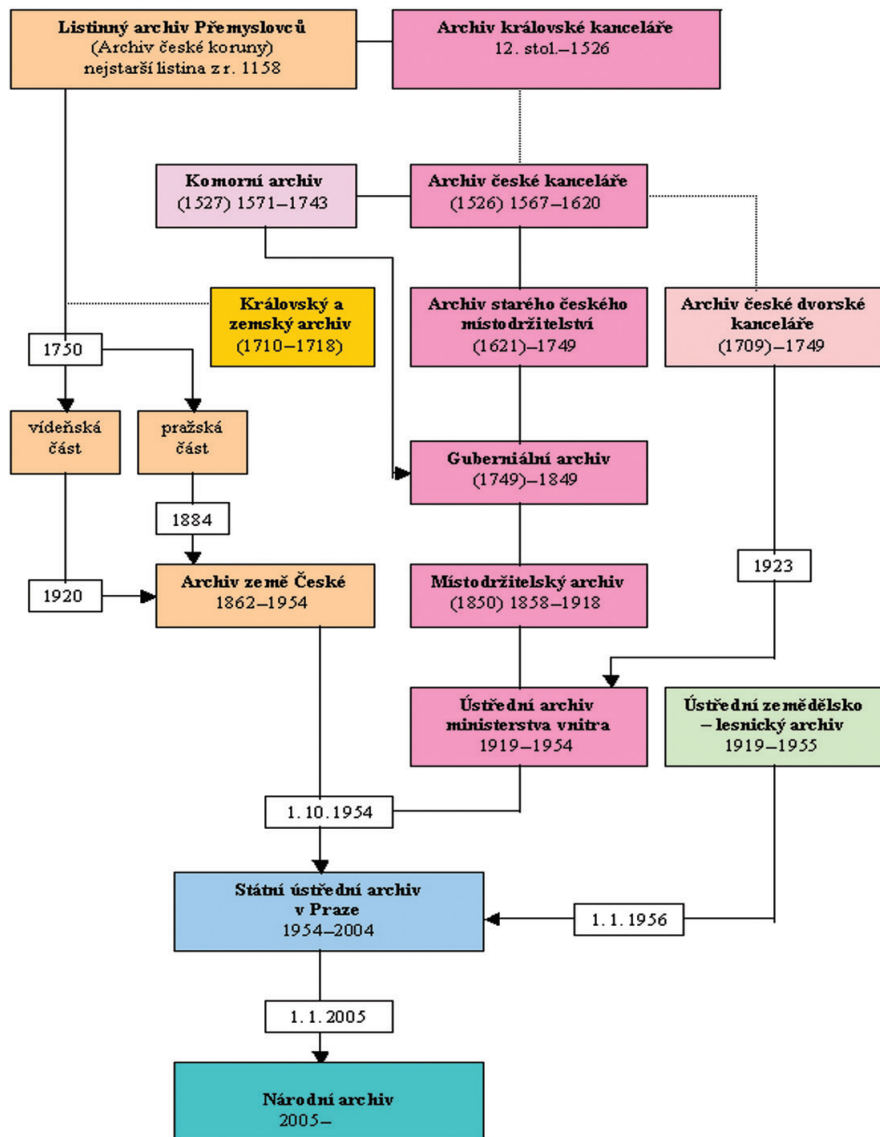 Listinný archiv Přemyslovců
(Archiv české koruny)
nejstarší listina z r. 1158
Archiv královské kanceláře
12. stol.–1526
Komorní archiv
(1527) 1571–1743
Archiv české kanceláře
(1526) 1567–1620
Královský a
zemský archiv
(1710–1718)
Archiv starého českého
místodržitelství
(1621)–1749
Archiv české dvorské
kanceláře
(1709)–1749
1750
vídeňská
část
pražská
část
Guberniální archiv
(1749)–1849
1884
1920
Archiv země České
1862–1954
Místodržitelský archiv
(1850) 1858–1918
1923
Ústřední archiv
ministerstva vnitra
1919–1954
Ústřední zemědělsko
– lesnický archiv
1919–1955
1. 10. 1954
Státní ústřední archiv
v Praze
1954–2004
1. 1. 1956
1. 1. 2005
Národní archiv
2005–